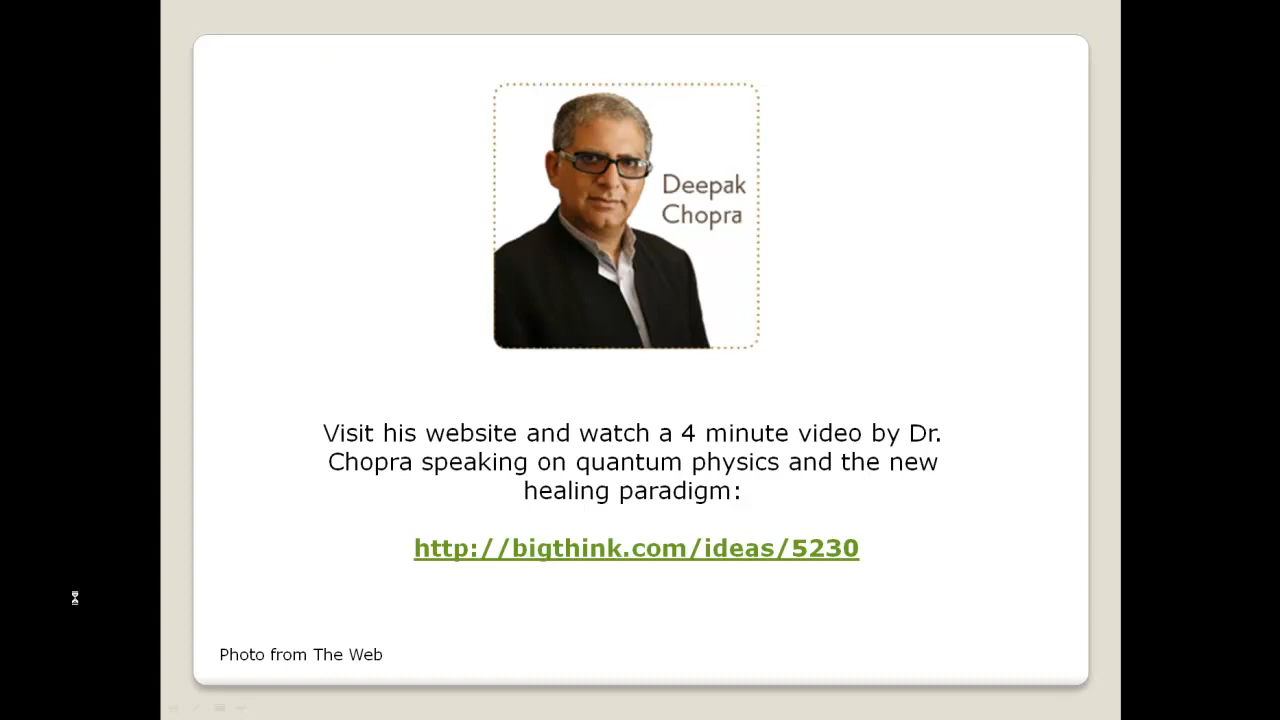 Deepak
Chopra
Visit his website and watch a 4 minute video by Dr.
Chopra speaking on quantum physics and the new
healing paradigm:
http://bigthink.com/ideas/5230
Photo from The Web